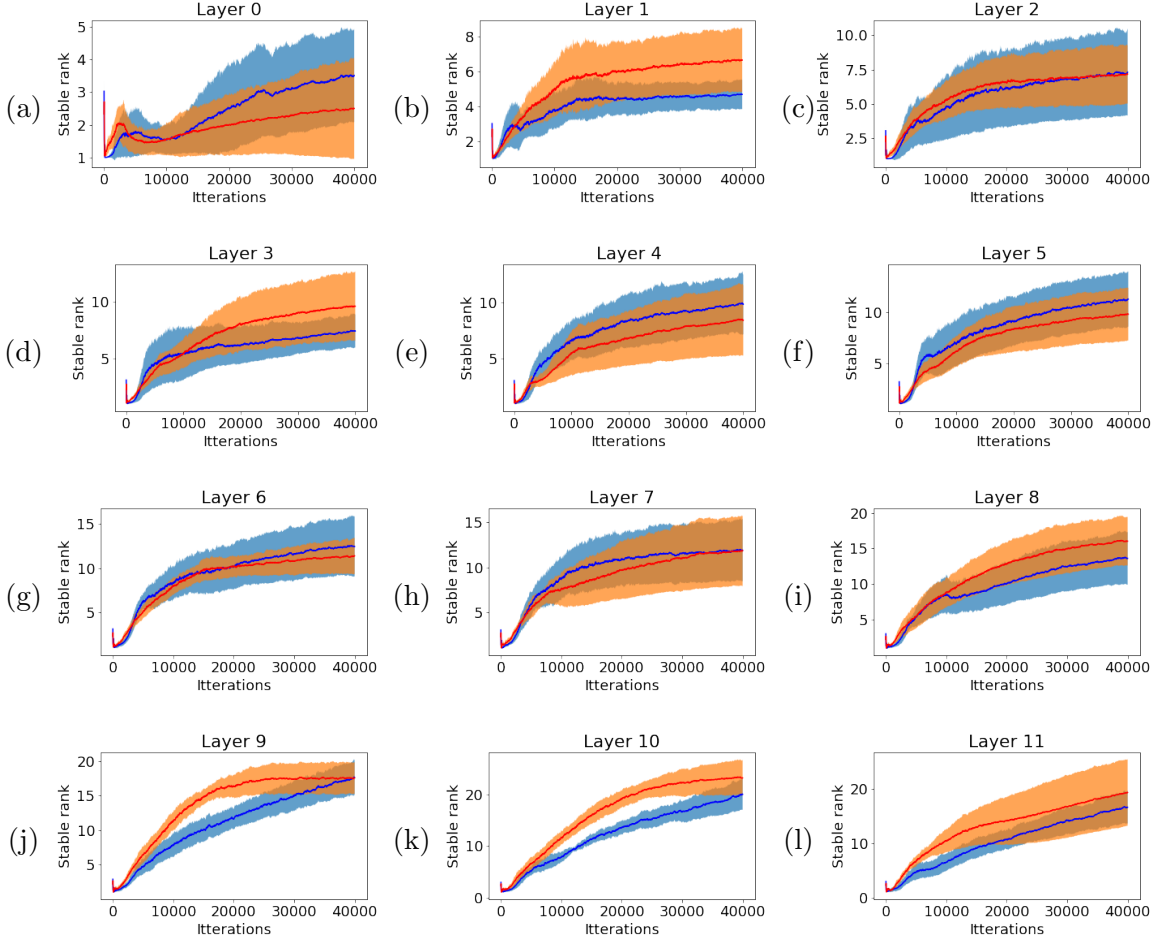 Layer 0
Layer 1
Layer 2
(a)
Stable rank
5
4
3
2
1
0 10000 20000 30000 40000
Itterations
(b)
Stable rank
8
6
4
2
0 10000 20000 30000 40000
Itterations
(c)
Stable rank
10.0
7.5
5.0
2.5
0 10000 20000 30000 40000
Itterations
Layer 3
Layer 4
Layer 5
(d)
Stable rank
10
5
0 10000 20000 30000 40000
Itterations
(e)
Stable rank
10
5
0 10000 20000 30000 40000
Itterations
(f)
Stable rank
10
5
0 10000 20000 30000 40000
Itterations
Layer 6
Layer 7
Layer 8
(g)
Stable rank
15
10
5
0 10000 20000 30000 40000
Itterations
(h)
Stable rank
15
10
5
0 10000 20000 30000 40000
Itterations
(i)
Stable rank
20
15
10
5
0 10000 20000 30000 40000
Itterations
Layer 9
Layer 10
Layer 11
(j)
Stable rank
20
15
10
5
0 10000 20000 30000 40000
Itterations
(k)
Stable rank
20
10
0
0 10000 20000 30000 40000
Itterations
(l)
Stable rank
20
10
0
0 10000 20000 30000 40000
Itterations